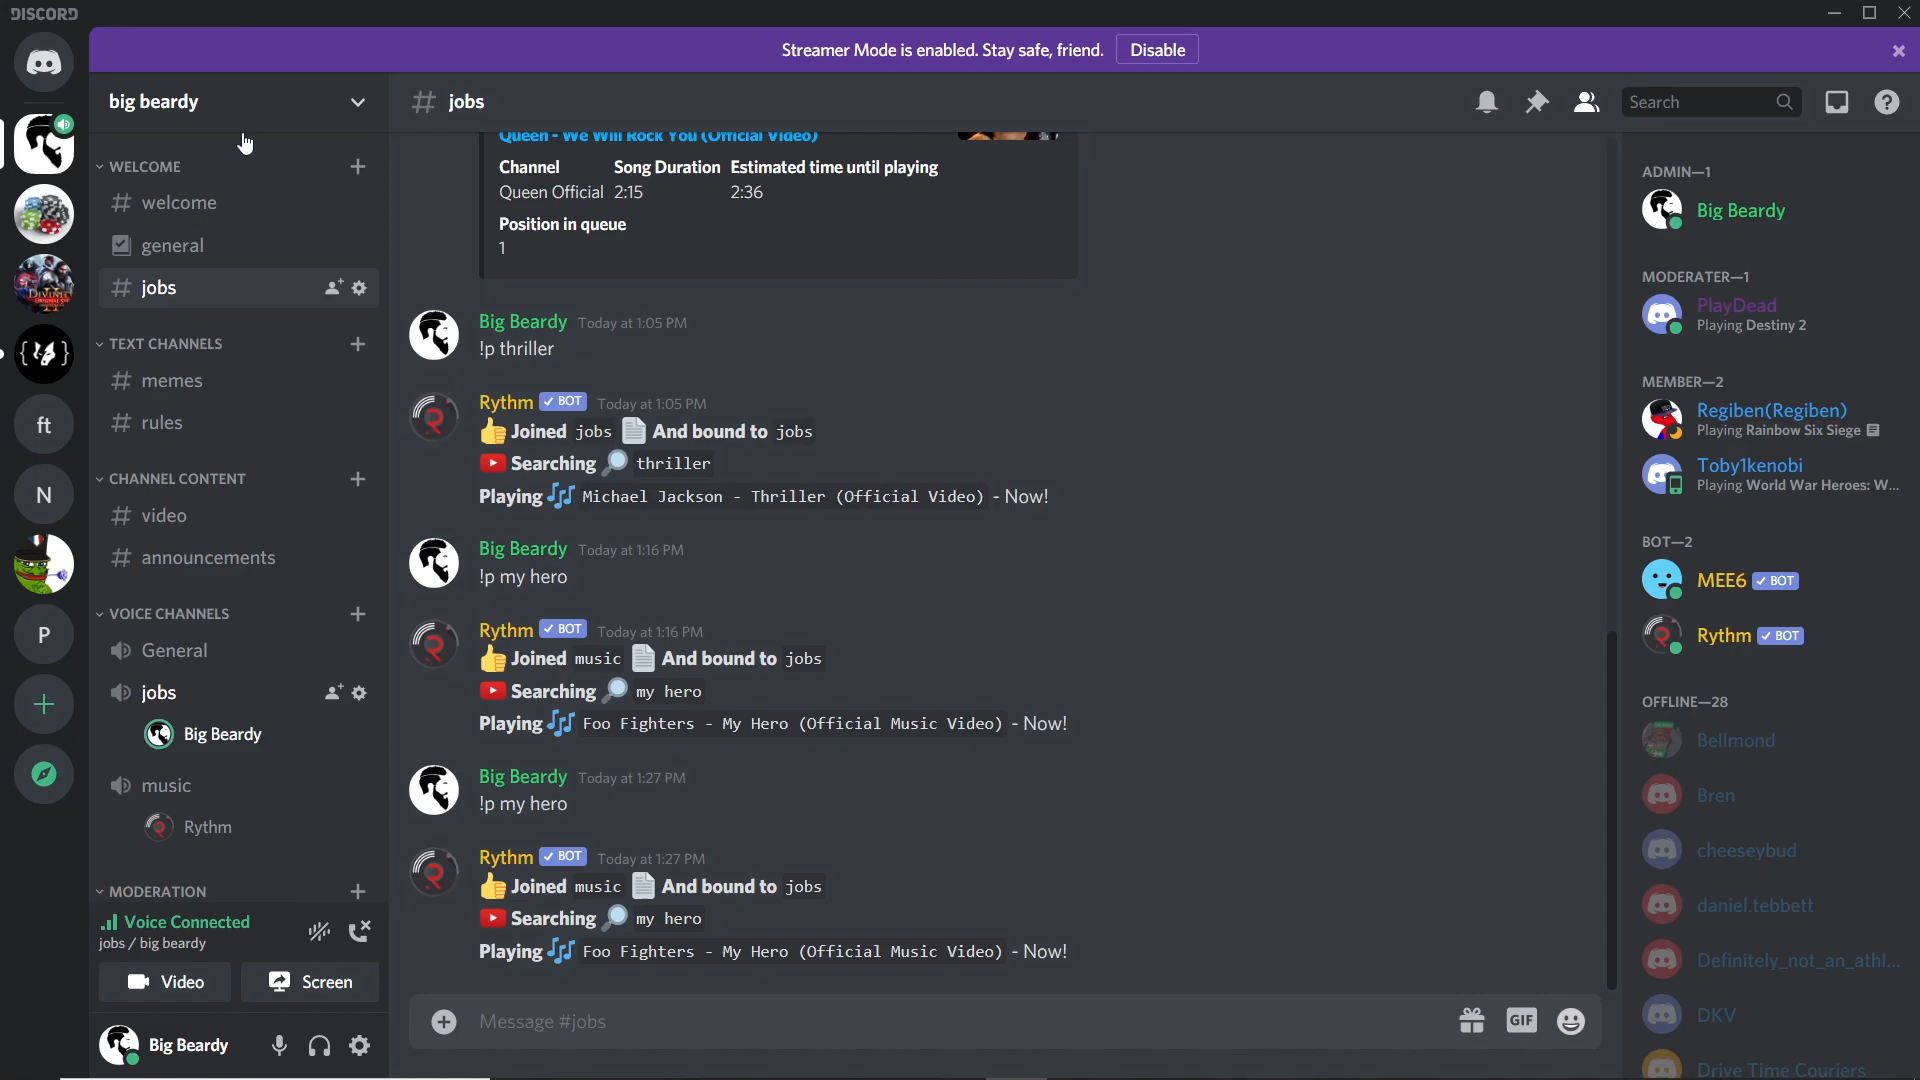 DISCORD
Streamer Mode is enabled. Stay safe, friend. Disable
big beardy
WELCOME
welcome
general
jobs
TEXT CHANNELS
memes
rules
CHANNEL CONTENT
video
announcements
VOICE CHANNELS
General
jobs
Big Beardy
music
Rythm
MODERATION
Voice Connected
jobs / big beardy
Video Screen
Big Beardy
ft
N
P
# jobs
Search
Queen - We Will Rock You (Official Video)
Channel Song Duration Estimated time until playing
Queen Official 2:15 2:36
Position in queue
1
Big Beardy Today at 1:05 PM
!p thriller
Rythm ✓ BOT Today at 1:05 PM
👍 Joined jobs 📄 And bound to jobs
Searching 🔎 thriller
Playing 🎶 Michael Jackson - Thriller (Official Video) - Now!
Big Beardy Today at 1:16 PM
!p my hero
Rythm ✓ BOT Today at 1:16 PM
👍 Joined music 📄 And bound to jobs
Searching 🔎 my hero
Playing 🎶 Foo Fighters - My Hero (Official Music Video) - Now!
Big Beardy Today at 1:27 PM
!p my hero
Rythm ✓ BOT Today at 1:27 PM
👍 Joined music 📄 And bound to jobs
Searching 🔎 my hero
Playing 🎶 Foo Fighters - My Hero (Official Music Video) - Now!
Message #jobs
GIF
ADMIN—1
Big Beardy
MODERATER—1
PlayDead
Playing Destiny 2
MEMBER—2
Regiben(Regiben)
Playing Rainbow Six Siege
Toby1kenobi
Playing World War Heroes: W...
BOT—2
MEE6 ✓ BOT
Rythm ✓ BOT
OFFLINE—28
Bellmond
Bren
cheeseybud
daniel.tebbett
Definitely_not_an_athl...
DKV
Drive Time Couriers